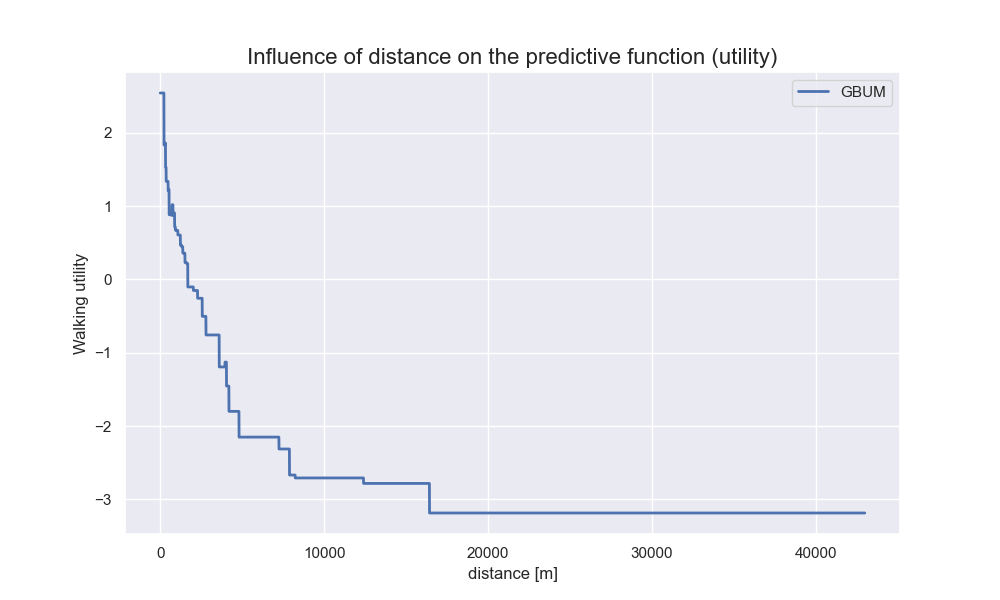 Influence of distance on the predictive function (utility)
GBUM
2
1
0
−1
−2
−3
Walking utility
0 10000 20000 30000 40000
distance [m]